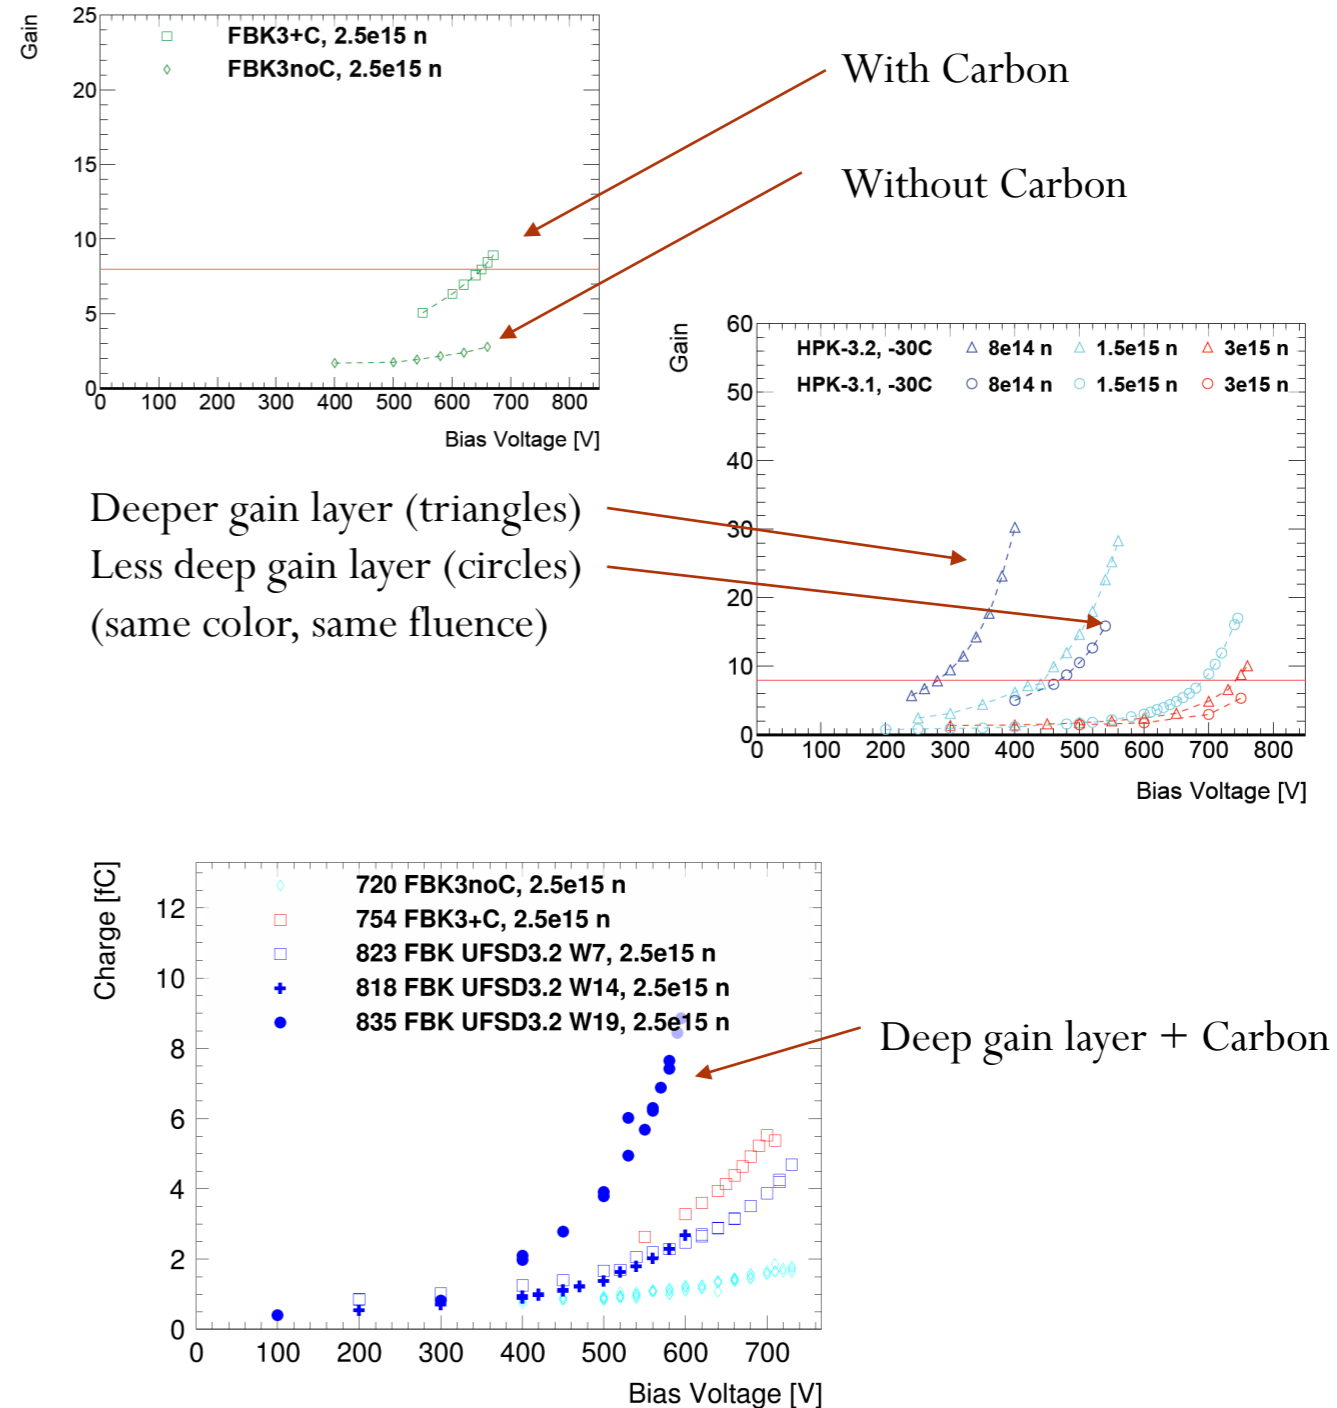 Gain
25
20
15
10
5
0
FBK3+C, 2.5e15 n
FBK3noC, 2.5e15 n
0 100 200 300 400 500 600 700 800
Bias Voltage [V]
With Carbon
Without Carbon
Gain
60
50
40
30
20
10
0
HPK-3.2, -30C 8e14 n 1.5e15 n 3e15 n
HPK-3.1, -30C 8e14 n 1.5e15 n 3e15 n
0 100 200 300 400 500 600 700 800
Bias Voltage [V]
Deeper gain layer (triangles)
Less deep gain layer (circles)
(same color, same fluence)
Charge [fC]
12
10
8
6
4
2
0
720 FBK3noC, 2.5e15 n
754 FBK3+C, 2.5e15 n
823 FBK UFSD3.2 W7, 2.5e15 n
818 FBK UFSD3.2 W14, 2.5e15 n
835 FBK UFSD3.2 W19, 2.5e15 n
0 100 200 300 400 500 600 700
Bias Voltage [V]
Deep gain layer + Carbon